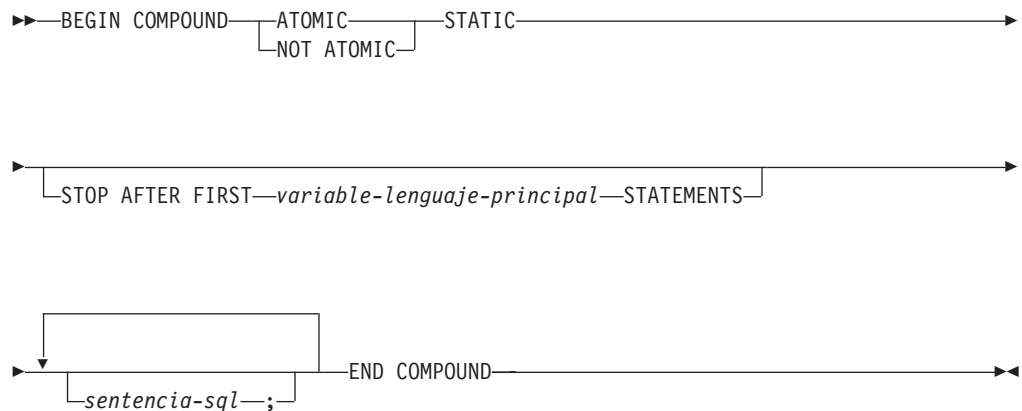 BEGIN COMPOUND ATOMIC STATIC
NOT ATOMIC
STOP AFTER FIRST variable-lenguaje-principal STATEMENTS
END COMPOUND
sentencia-sql ;